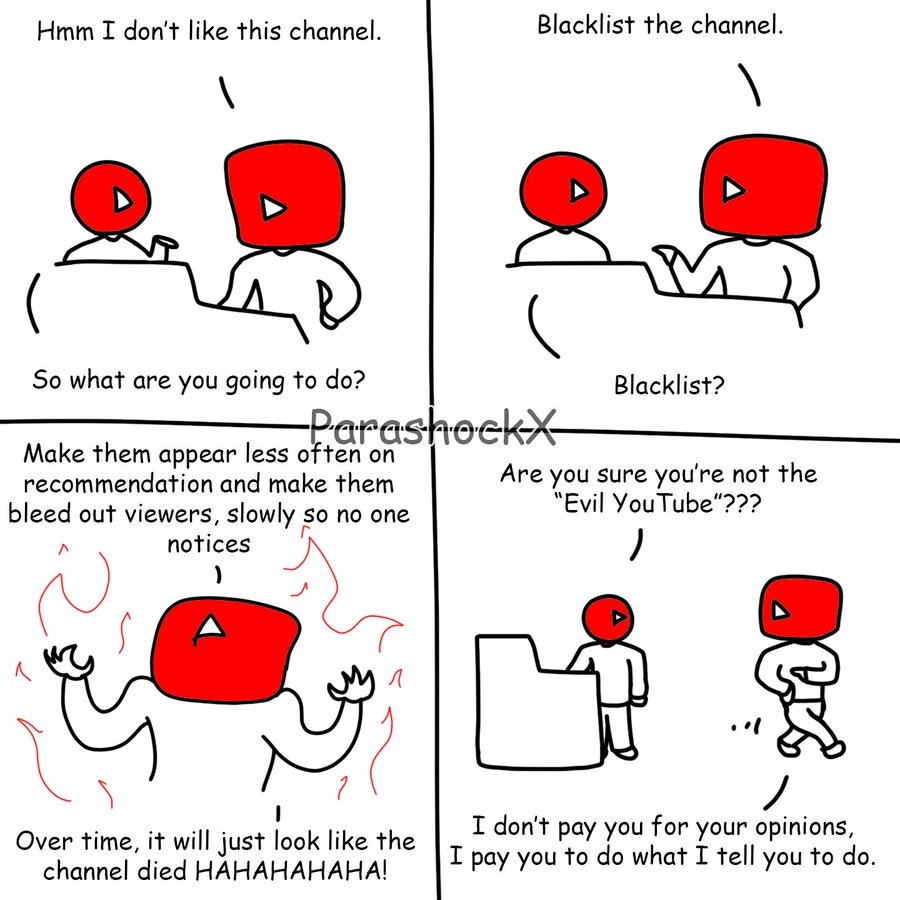 Hmm I don't like this channel.
So what are you going to do?
Blacklist the channel.
Blacklist?
ParashockX
Make them appear less often on
recommendation and make them
bleed out viewers, slowly so no one
notices
Over time, it will just look like the
channel died HAHAHAHAHA!
Are you sure you're not the
“Evil YouTube”???
I don't pay you for your opinions,
I pay you to do what I tell you to do.